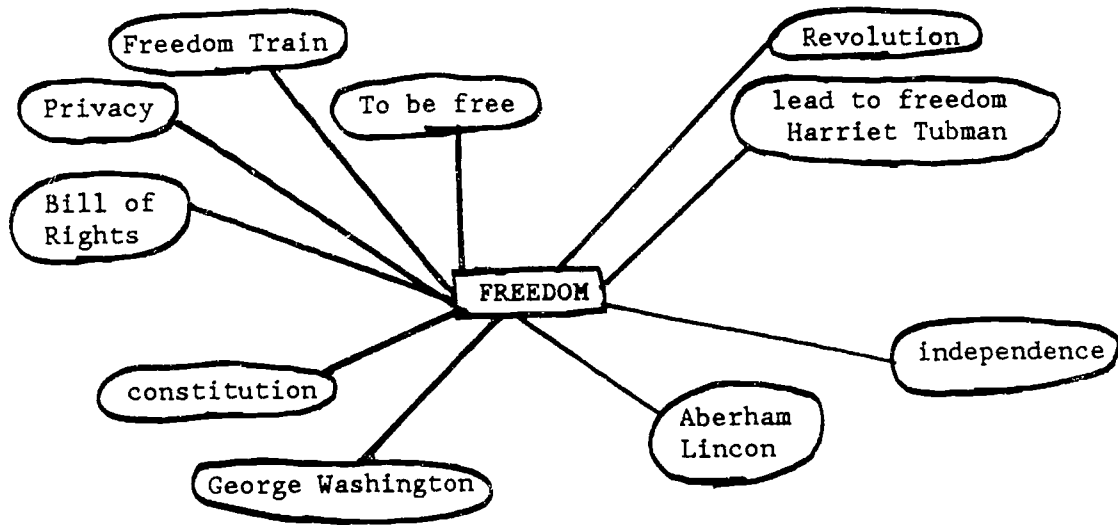 Freedom Train
Revolution
To be free
lead to freedom
Harriet Tubman
Privacy
Bill of
Rights
FREEDOM
independence
constitution
Aberham
Lincon
George Washington